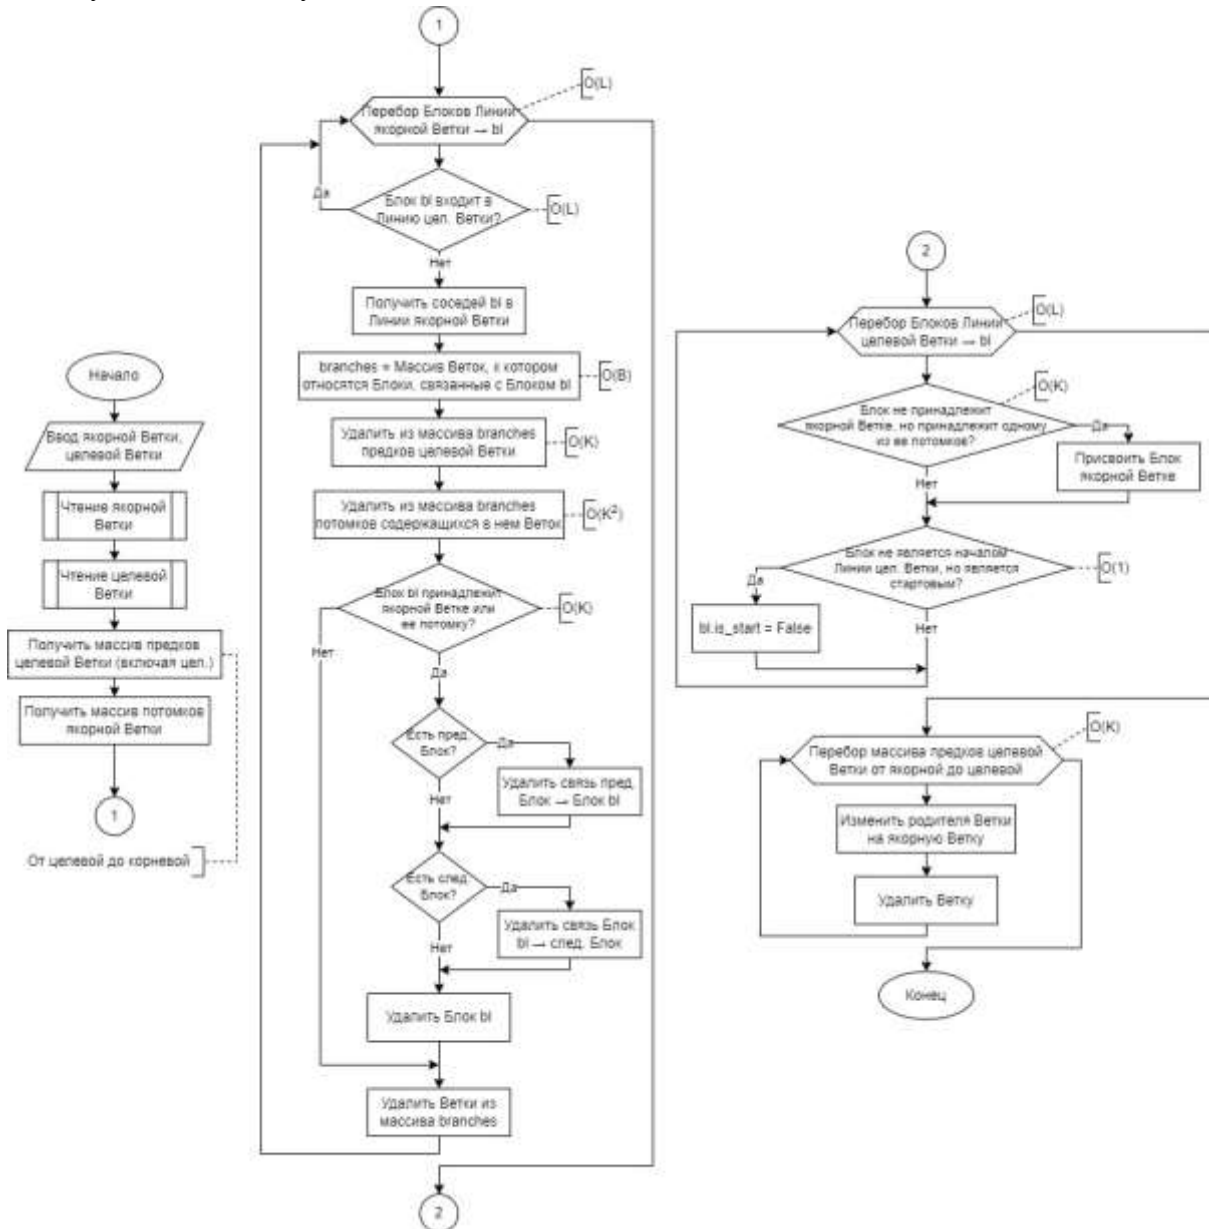 Начало
Ввод якорной Ветки,
целевой Ветки
Чтение якорной
Ветки
Чтение целевой
Ветки
Получить массив предков
целевой Ветки (включая цел.)
Получить массив потомков
якорной Ветки
1
От целевой до корневой
1
Перебор Блоков Линии
якорной Ветки → bl
O(L)
Да
Блок bl входит в
Линию цел. Ветки?
O(L)
Нет
Получить соседей bl в
Линии якорной Ветки
branches = Массив Веток, к котором
относятся Блоки, связанные с Блоком bl
O(B)
Удалить из массива branches
предков целевой Ветки
O(K)
Удалить из массива branches
потомков содержащихся в нем Веток
O(K²)
Блок bl принадлежит
якорной Ветке или
ее потомку?
O(K)
Нет
Да
Есть пред.
Блок?
Да
Удалить связь пред.
Блок → Блок bl
Нет
Есть след.
Блок?
Да
Удалить связь Блок
bl → след. Блок
Нет
Удалить Блок bl
Удалить Ветки из
массива branches
2
2
Перебор Блоков Линии
целевой Ветки → bl
O(L)
Блок не принадлежит
якорной Ветке, но принадлежит одному
из ее потомков?
O(K)
Да
Присвоить Блок
якорной Ветке
Нет
Блок не является началом
Линии цел. Ветки, но является
стартовым?
O(1)
Да
bl.is_start = False
Нет
Перебор массива предков целевой
Ветки от якорной до целевой
O(K)
Изменить родителя Ветки
на якорную Ветку
Удалить Ветку
Конец